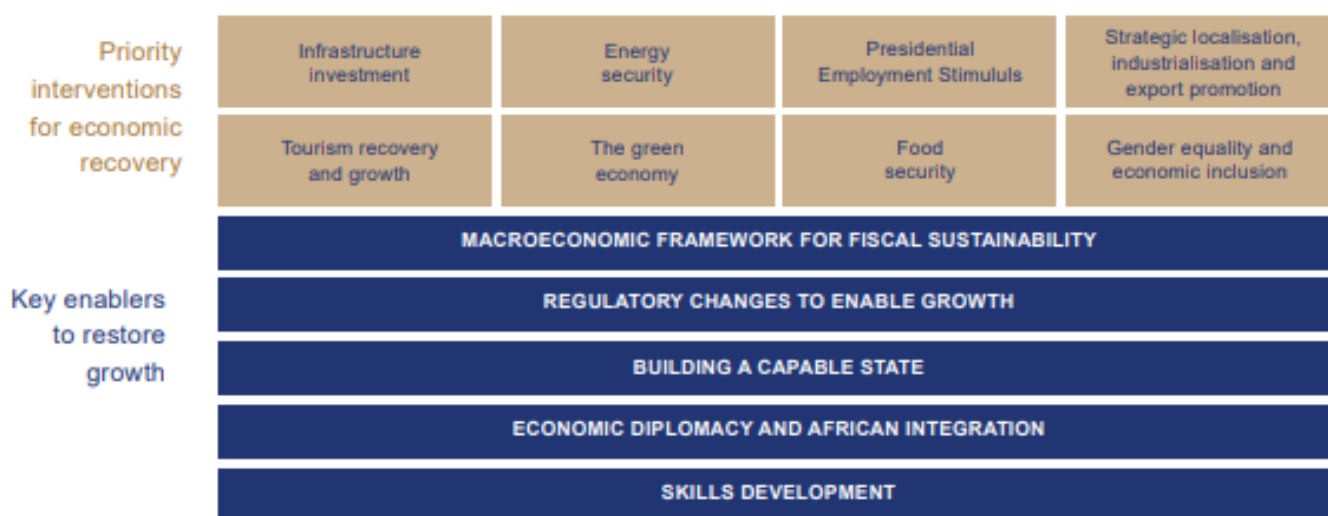 Priority
interventions
for economic
recovery
Infrastructure
investment
Energy
security
Presidential
Employment Stimululs
Strategic localisation,
industrialisation and
export promotion
Tourism recovery
and growth
The green
economy
Food
security
Gender equality and
economic inclusion
Key enablers
to restore
growth
MACROECONOMIC FRAMEWORK FOR FISCAL SUSTAINABILITY
REGULATORY CHANGES TO ENABLE GROWTH
BUILDING A CAPABLE STATE
ECONOMIC DIPLOMACY AND AFRICAN INTEGRATION
SKILLS DEVELOPMENT